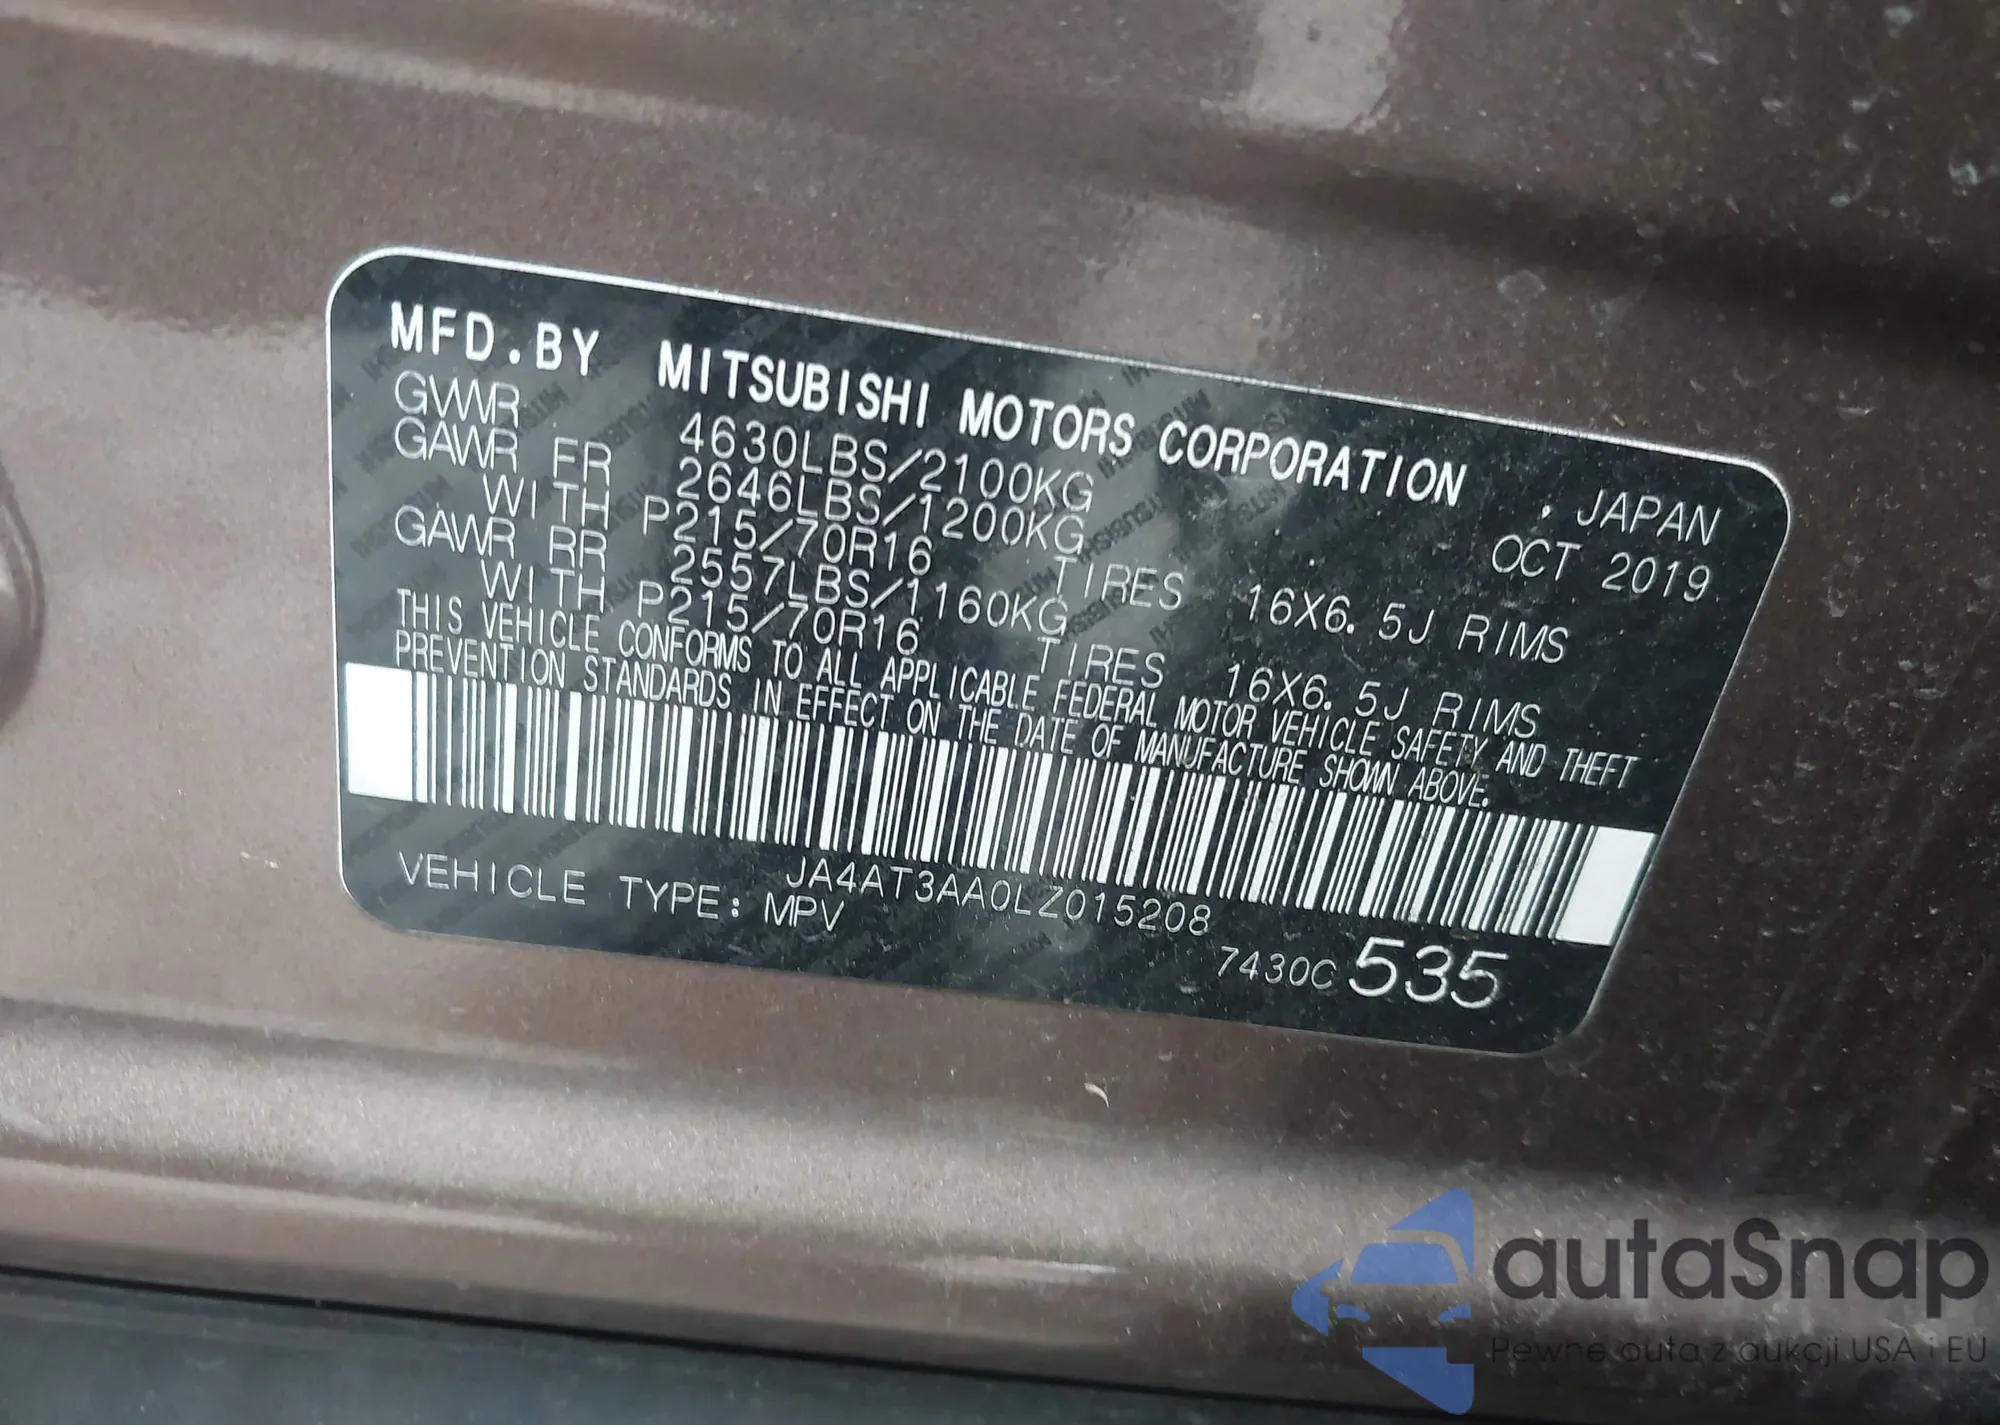 MFD.BY MITSUBISHI MOTORS CORPORATION , JAPAN
GVWR 4630LBS/2100KG OCT 2019
GAWR FR 2646LBS/1200KG
WITH P215/70R16 TIRES 16X6.5J RIMS
GAWR RR 2557LBS/1160KG
WITH P215/70R16 TIRES 16X6.5J RIMS
THIS VEHICLE CONFORMS TO ALL APPLICABLE FEDERAL MOTOR VEHICLE SAFETY AND THEFT
PREVENTION STANDARDS IN EFFECT ON THE DATE OF MANUFACTURE SHOWN ABOVE.
JA4AT3AA0LZ015208
VEHICLE TYPE: MPV
7430C 535
autaSnap
Pewne auta z aukcji USA i EU